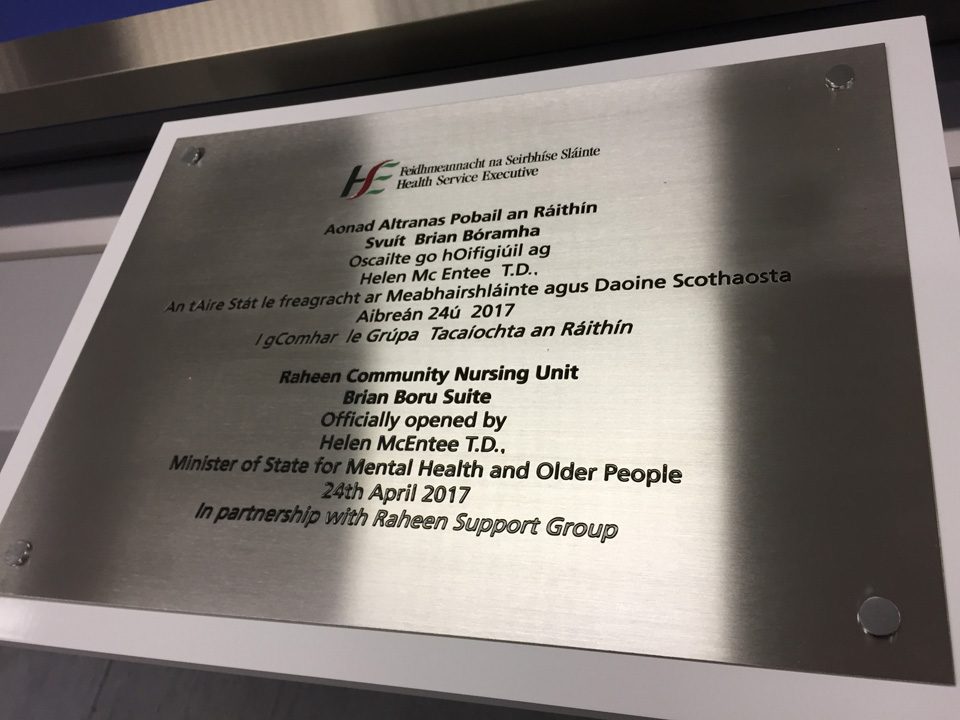 HSE Feidhmeannacht na Seirbhíse Sláinte
Health Service Executive
Aonad Altranas Pobail an Ráithín
Svuít Brian Bóramha
Oscailte go hOifigiúil ag
Helen Mc Entee T.D.,
An tAire Stát le freagracht ar Meabhairshláinte agus Daoine Scothaosta
Aibreán 24ú 2017
I gComhar le Grúpa Tacaíochta an Ráithín
Raheen Community Nursing Unit
Brian Boru Suite
Officially opened by
Helen McEntee T.D.,
Minister of State for Mental Health and Older People
24th April 2017
In partnership with Raheen Support Group